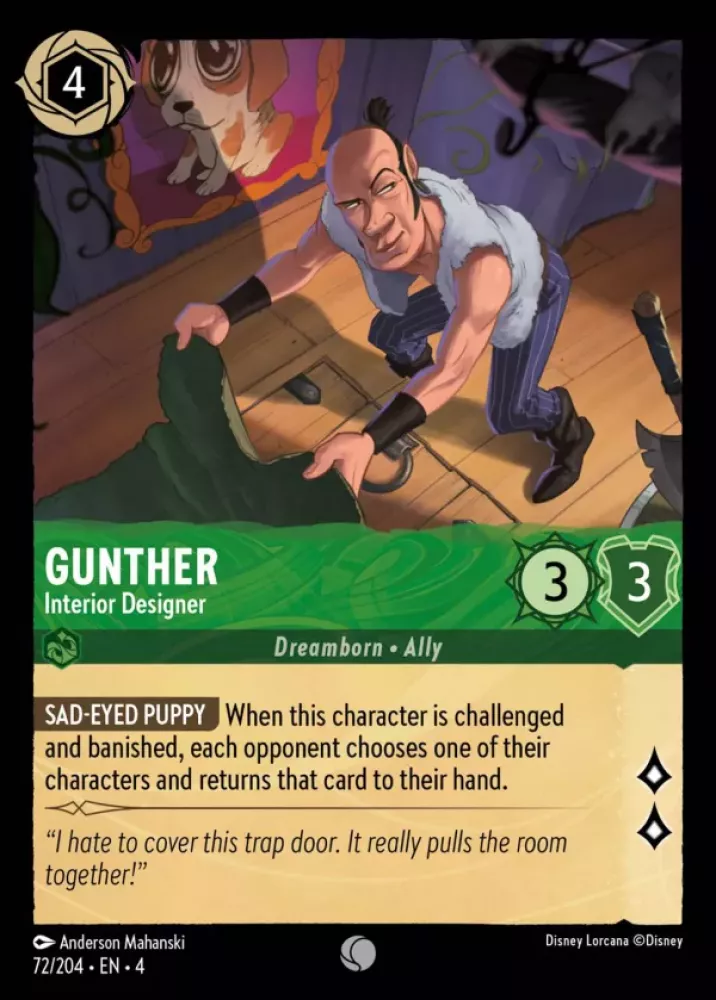 4
GUNTHER
Interior Designer
3
3
Dreamborn • Ally
SAD-EYED PUPPY When this character is challenged
and banished, each opponent chooses one of their
characters and returns that card to their hand.
“I hate to cover this trap door. It really pulls the room
together!”
Anderson Mahanski
Disney Lorcana ©Disney
72/204 • EN • 4